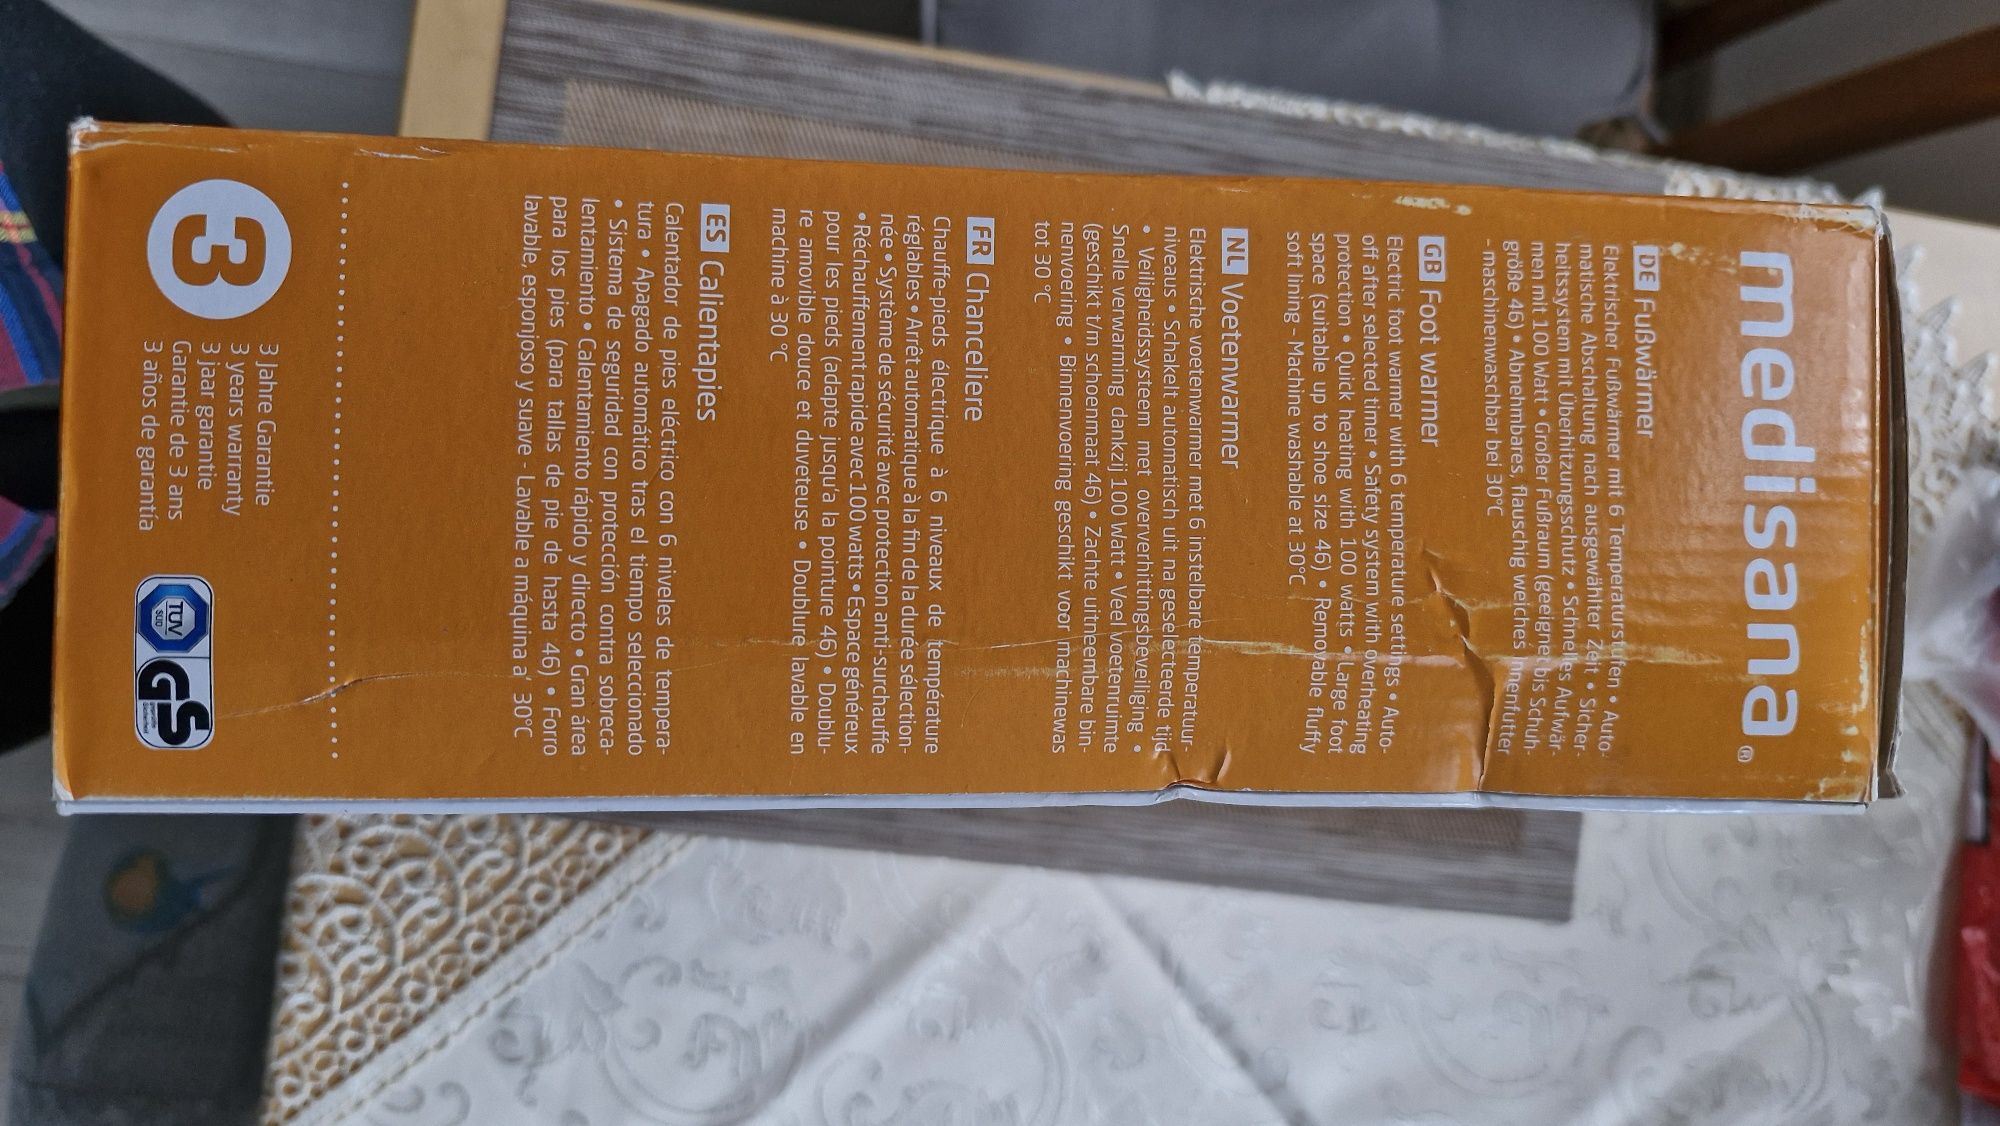 medisana®
DE Fußwärmer
Elektrischer Fußwärmer mit 6 Temperaturstufen • Auto-
matische Abschaltung nach ausgewählter Zeit • Sicher-
heitssystem mit Überhitzungsschutz • Schnelles Aufwär-
men mit 100 Watt • Großer Fußraum (geeignet bis Schuh-
größe 46) • Abnehmbares, flauschig weiches Innenfutter
- maschinenwaschbar bei 30°C
GB Foot warmer
Electric foot warmer with 6 temperature settings • Auto-
off after selected timer • Safety system with overheating
protection • Quick heating with 100 watts • Large foot
space (suitable up to shoe size 46) • Removable fluffy
soft lining - Machine washable at 30°C
NL Voetenwarmer
Elektrische voetenwarmer met 6 instelbare temperatuur-
niveaus • Schakelt automatisch uit na geselecteerde tijd
• Veiligheidssysteem met oververhittingsbeveiliging •
Snelle verwarming dankzij 100 Watt • Veel voetenruimte
(geschikt t/m schoenmaat 46) • Zachte uitneembare bin-
nenvoering • Binnenvoering geschikt voor machinewas
tot 30 °C
FR Chanceliere
Chauffe-pieds électrique à 6 niveaux de température
réglables • Arrêt automatique à la fin de la durée sélection-
née • Système de sécurité avec protection anti-surchauffe
• Réchauffement rapide avec 100 watts • Espace généreux
pour les pieds (adapte jusqu'a la pointure 46) • Doublu-
re amovible douce et duveteuse • Doublure lavable en
machine à 30 °C
ES Calientapies
Calentador de pies eléctrico con 6 niveles de tempera-
tura • Apagado automático tras el tiempo seleccionado
• Sistema de seguridad con protección contra sobreca-
lentamiento • Calentamiento rápido y directo • Gran área
para los pies (para tallas de pie de hasta 46) • Forro
lavable, esponjoso y suave - Lavable a máquina a' 30°C
3
3 Jahre Garantie
3 years warranty
3 jaar garantie
Garantie de 3 ans
3 años de garantía
TÜV
SÜD
GS
geprüfte
Sicherheit